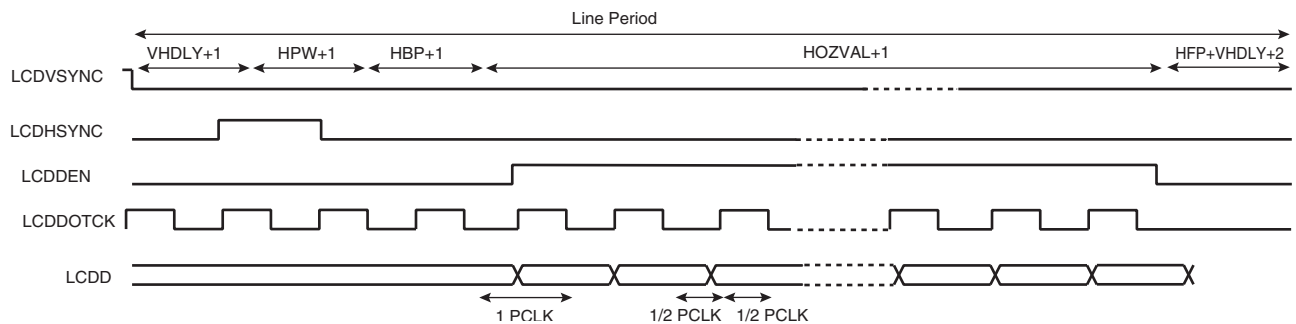 Line Period
VHDLY+1 HPW+1 HBP+1 HOZVAL+1 HFP+VHDLY+2
LCDVSYNC
LCDHSYNC
LCDDEN
LCDDOTCK
LCDD
1 PCLK 1/2 PCLK 1/2 PCLK